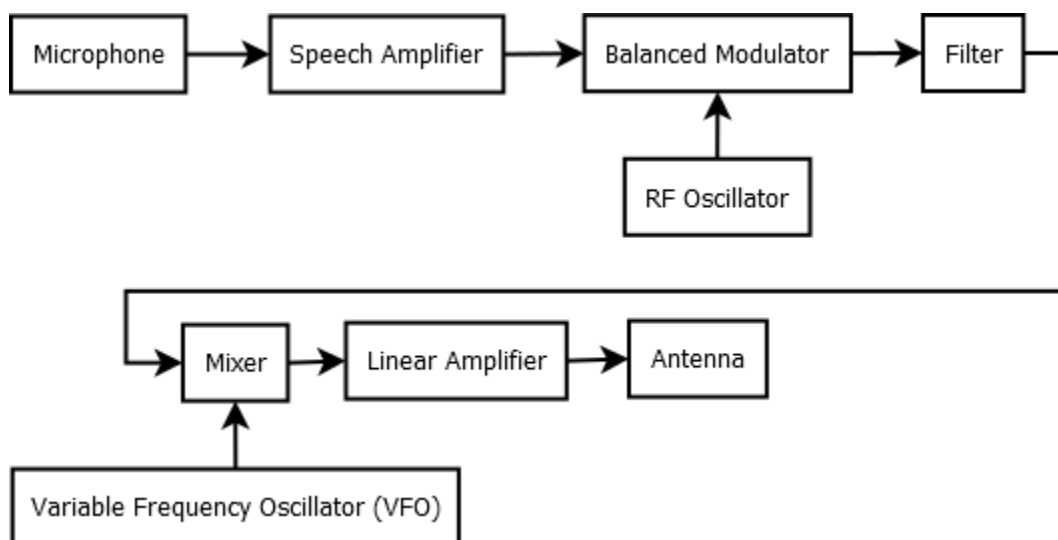 Microphone
Speech Amplifier
Balanced Modulator
Filter
RF Oscillator
Mixer
Linear Amplifier
Antenna
Variable Frequency Oscillator (VFO)